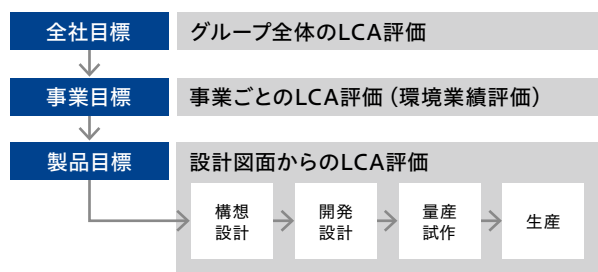 全社目標
グループ全体のLCA評価
事業目標
事業ごとのLCA評価（環境業績評価）
製品目標
設計図面からのLCA評価
構想
設計
開発
設計
量産
試作
生産